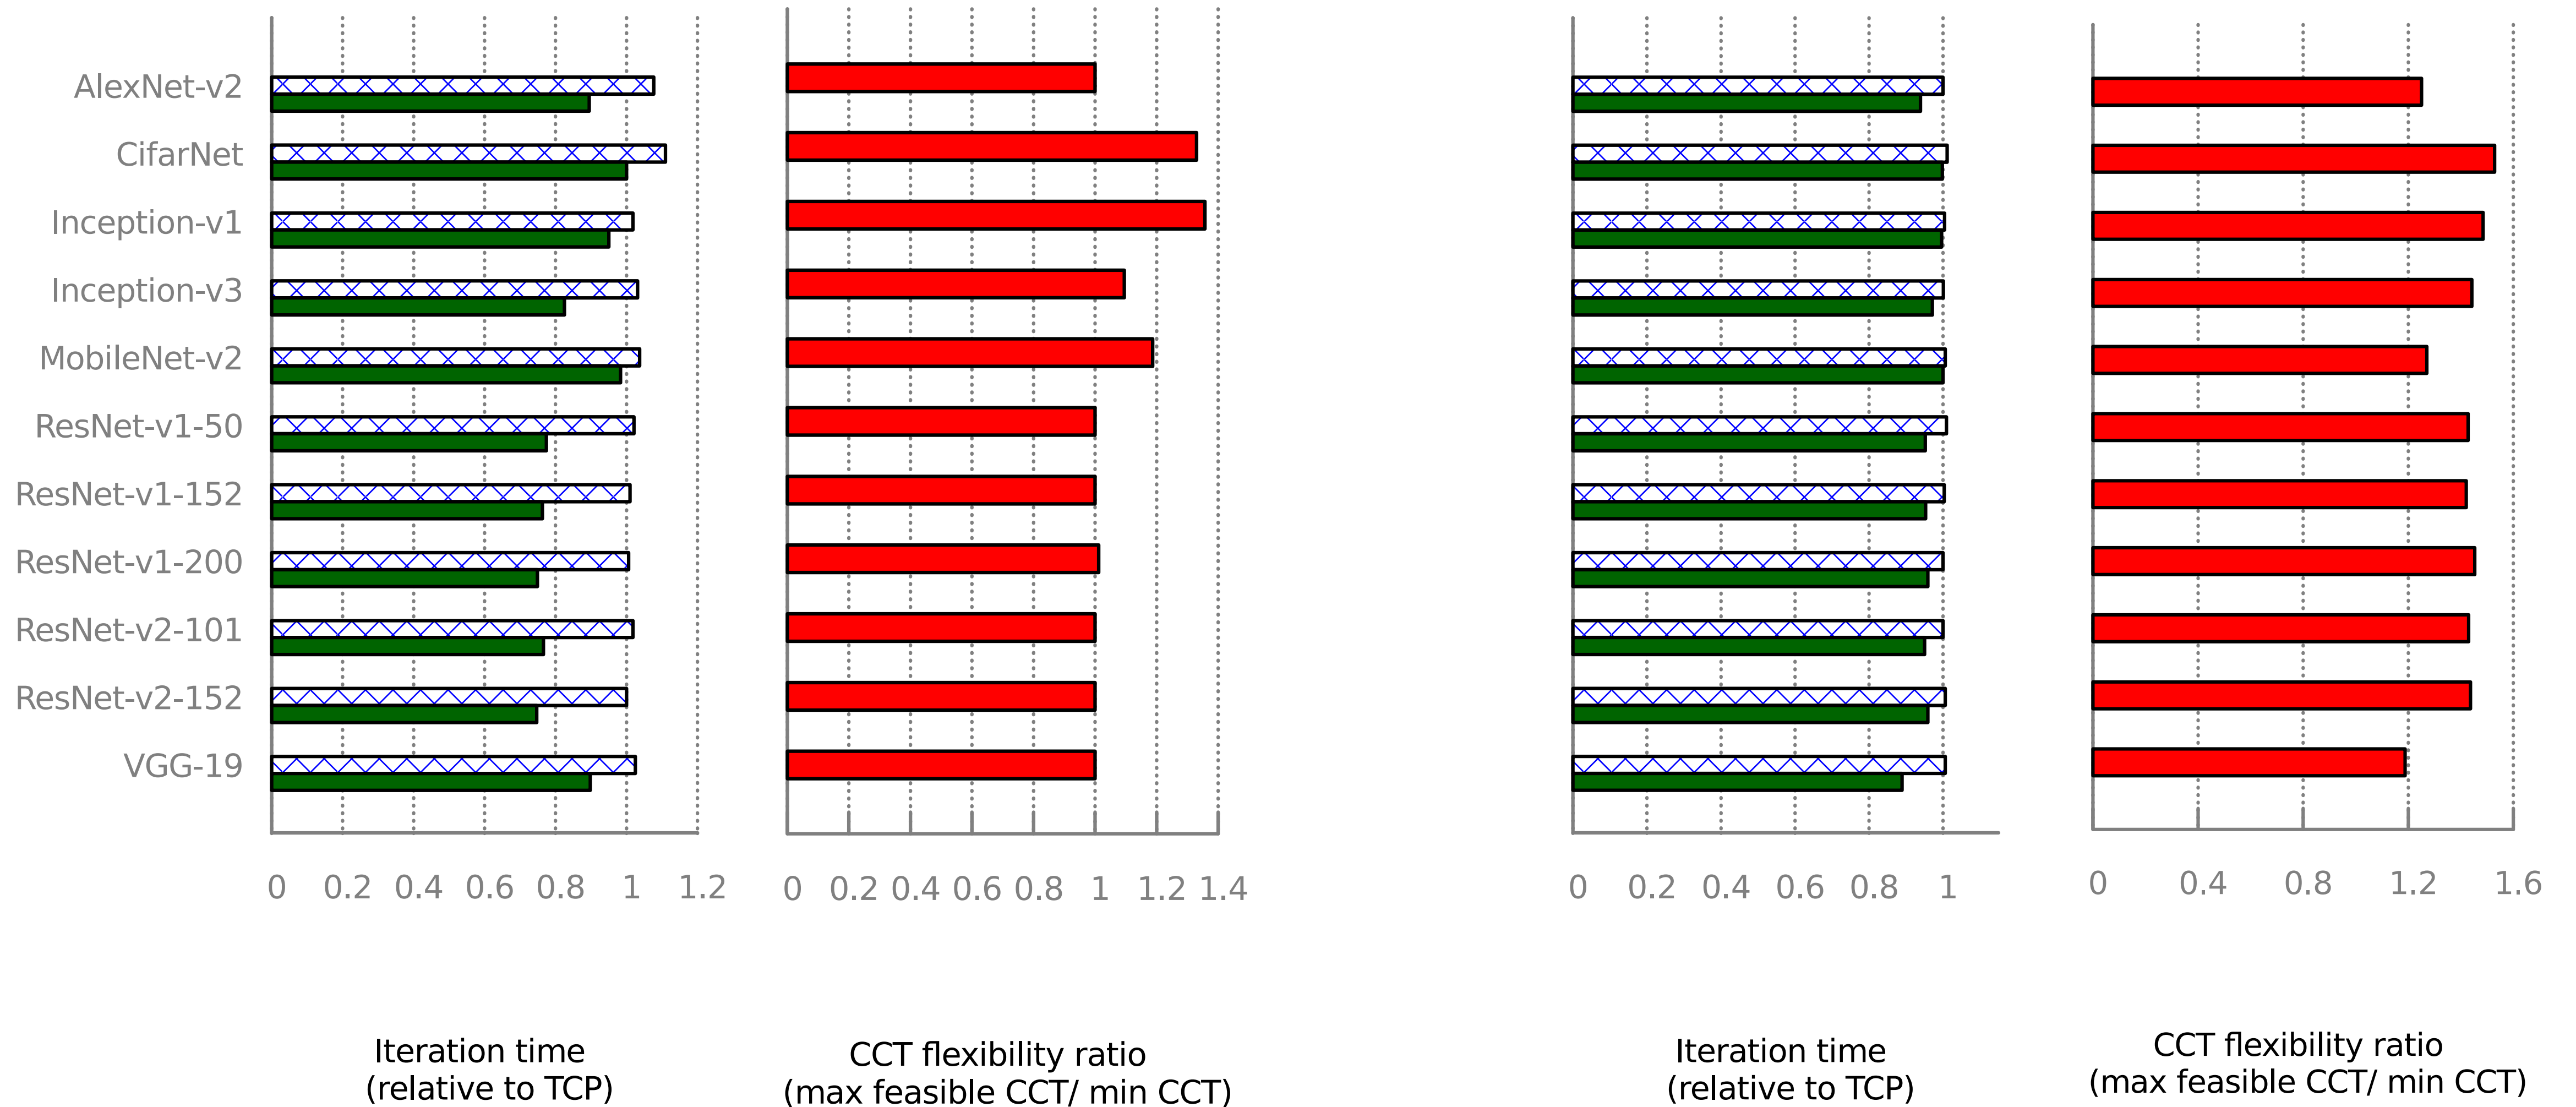 AlexNet-v2
CifarNet
Inception-v1
Inception-v3
MobileNet-v2
ResNet-v1-50
ResNet-v1-152
ResNet-v1-200
ResNet-v2-101
ResNet-v2-152
VGG-19
0 0.2 0.4 0.6 0.8 1 1.2
Iteration time
(relative to TCP)
0 0.2 0.4 0.6 0.8 1 1.2 1.4
CCT flexibility ratio
(max feasible CCT/ min CCT)
0 0.2 0.4 0.6 0.8 1
Iteration time
(relative to TCP)
0 0.4 0.8 1.2 1.6
CCT flexibility ratio
(max feasible CCT/ min CCT)